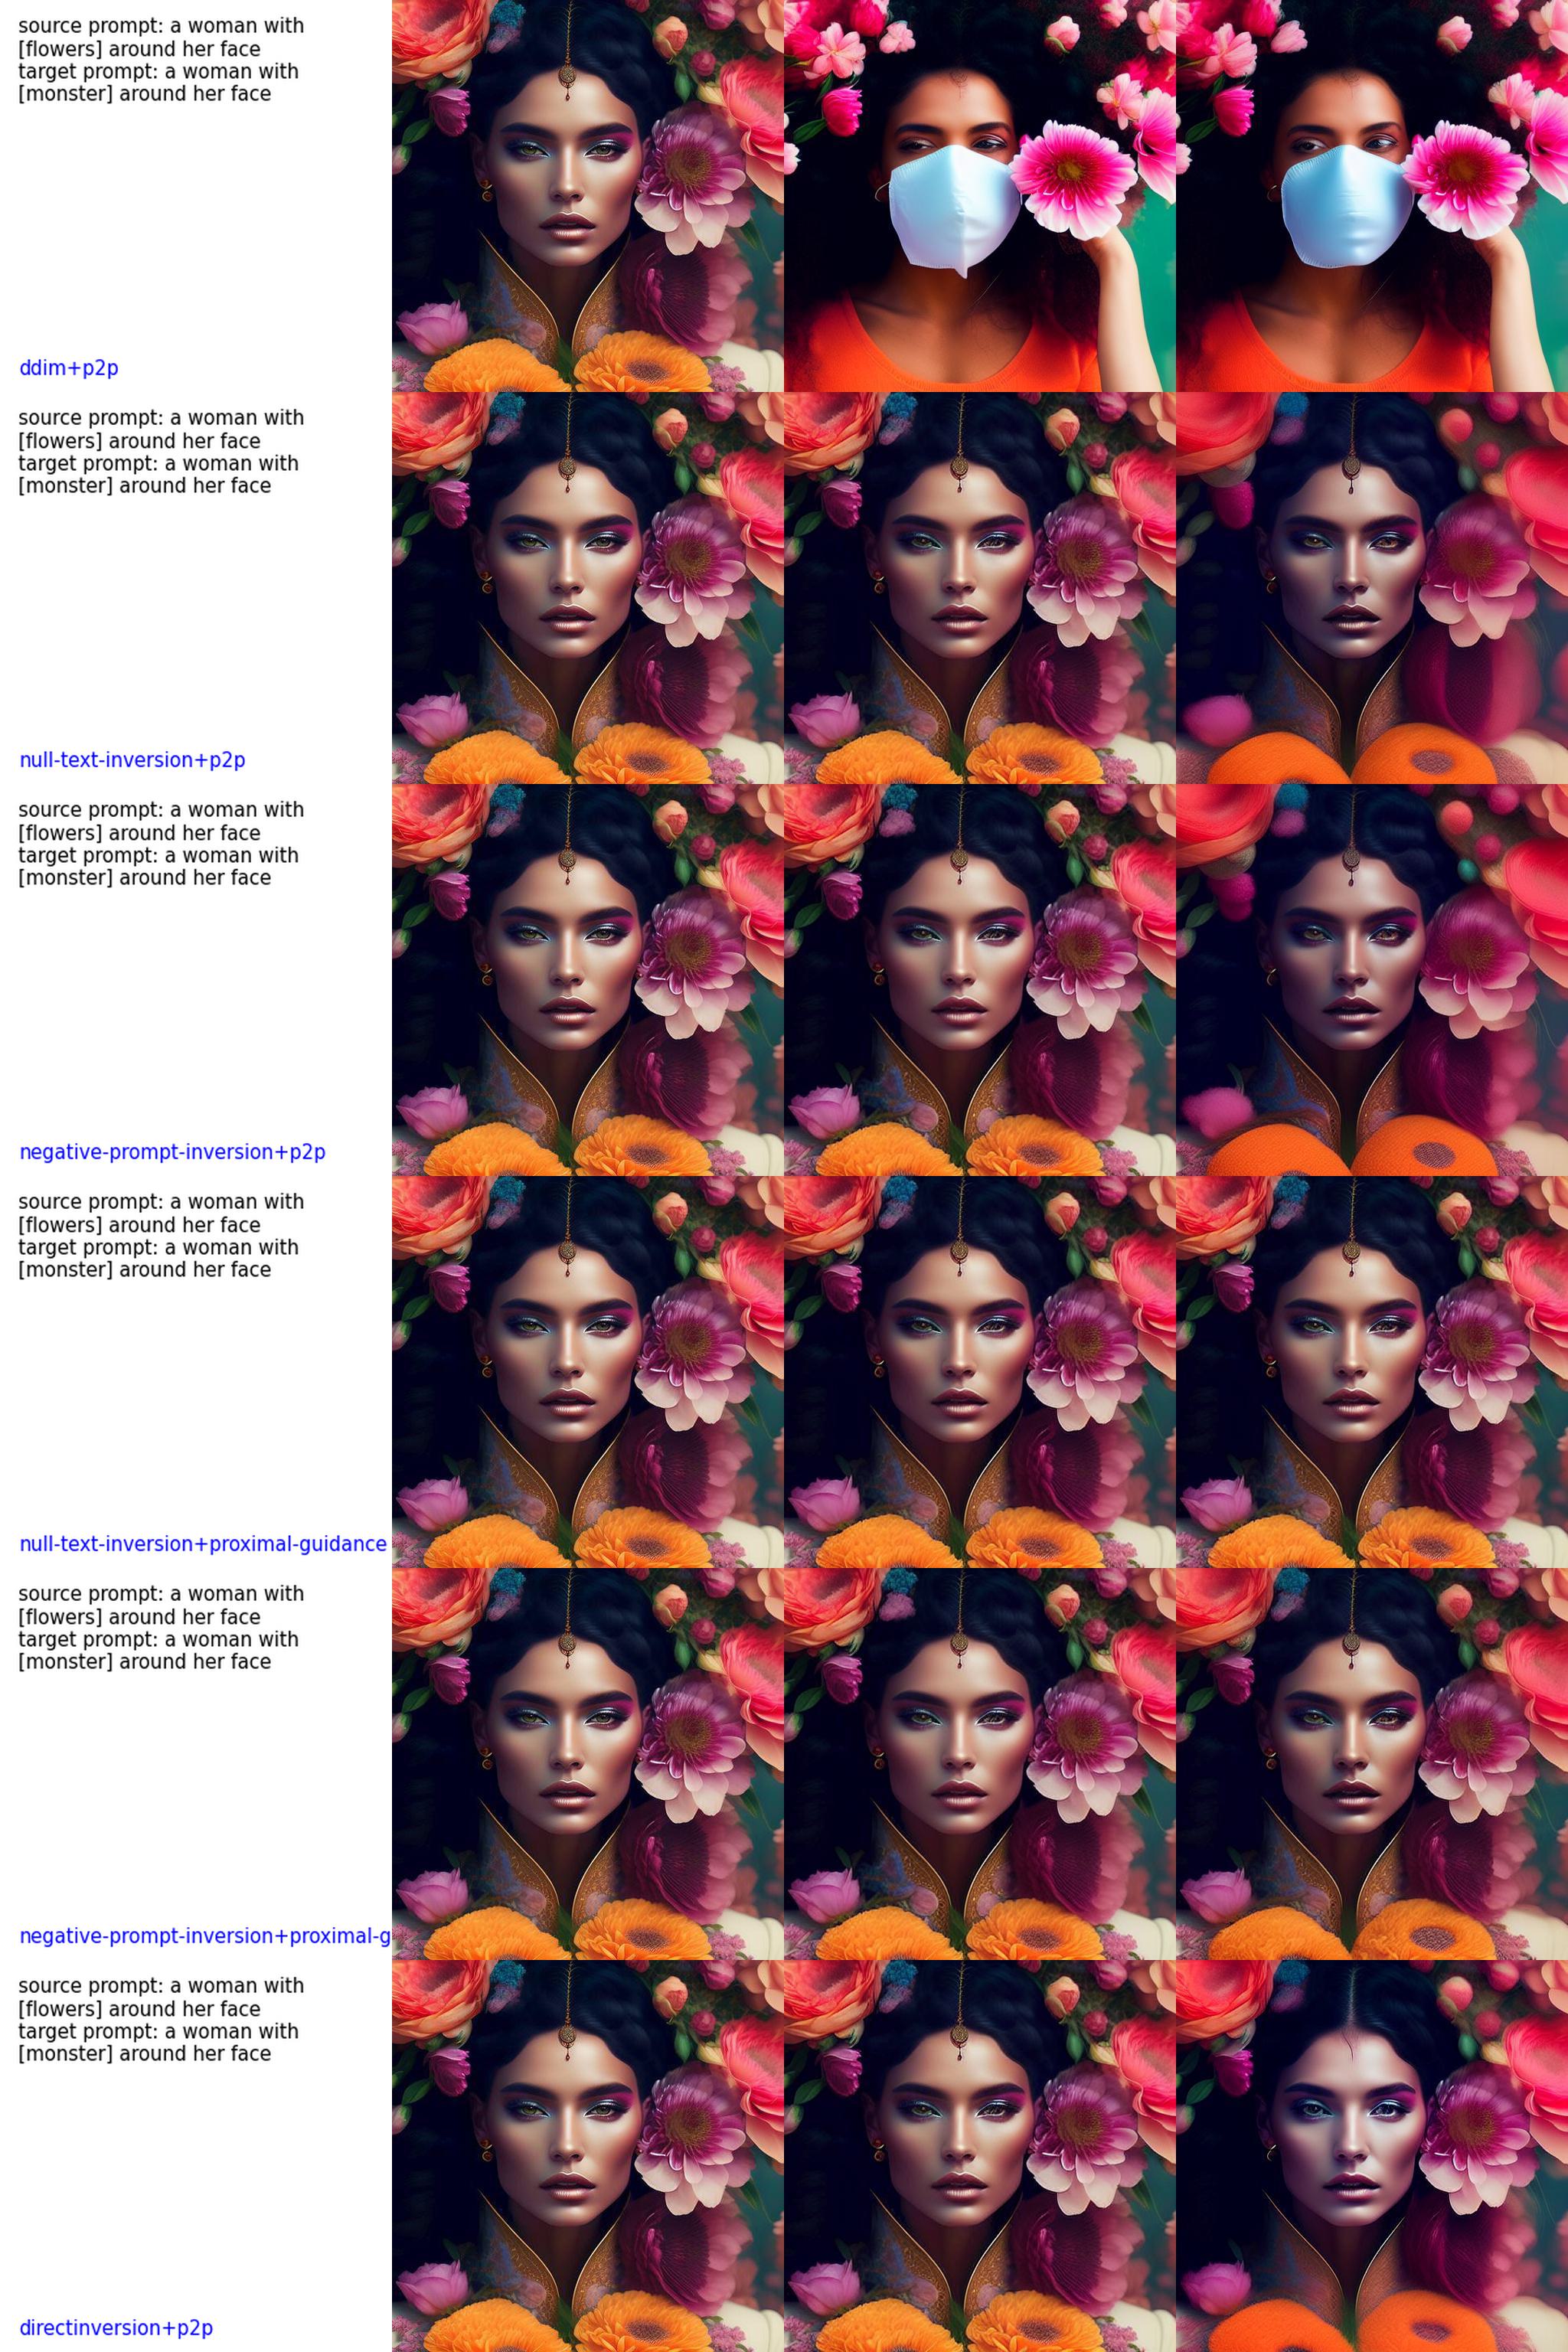 source prompt: a woman with
[flowers] around her face
target prompt: a woman with
[monster] around her face
ddim+p2p
source prompt: a woman with
[flowers] around her face
target prompt: a woman with
[monster] around her face
null-text-inversion+p2p
source prompt: a woman with
[flowers] around her face
target prompt: a woman with
[monster] around her face
negative-prompt-inversion+p2p
source prompt: a woman with
[flowers] around her face
target prompt: a woman with
[monster] around her face
null-text-inversion+proximal-guidance
source prompt: a woman with
[flowers] around her face
target prompt: a woman with
[monster] around her face
negative-prompt-inversion+proximal-g
source prompt: a woman with
[flowers] around her face
target prompt: a woman with
[monster] around her face
directinversion+p2p